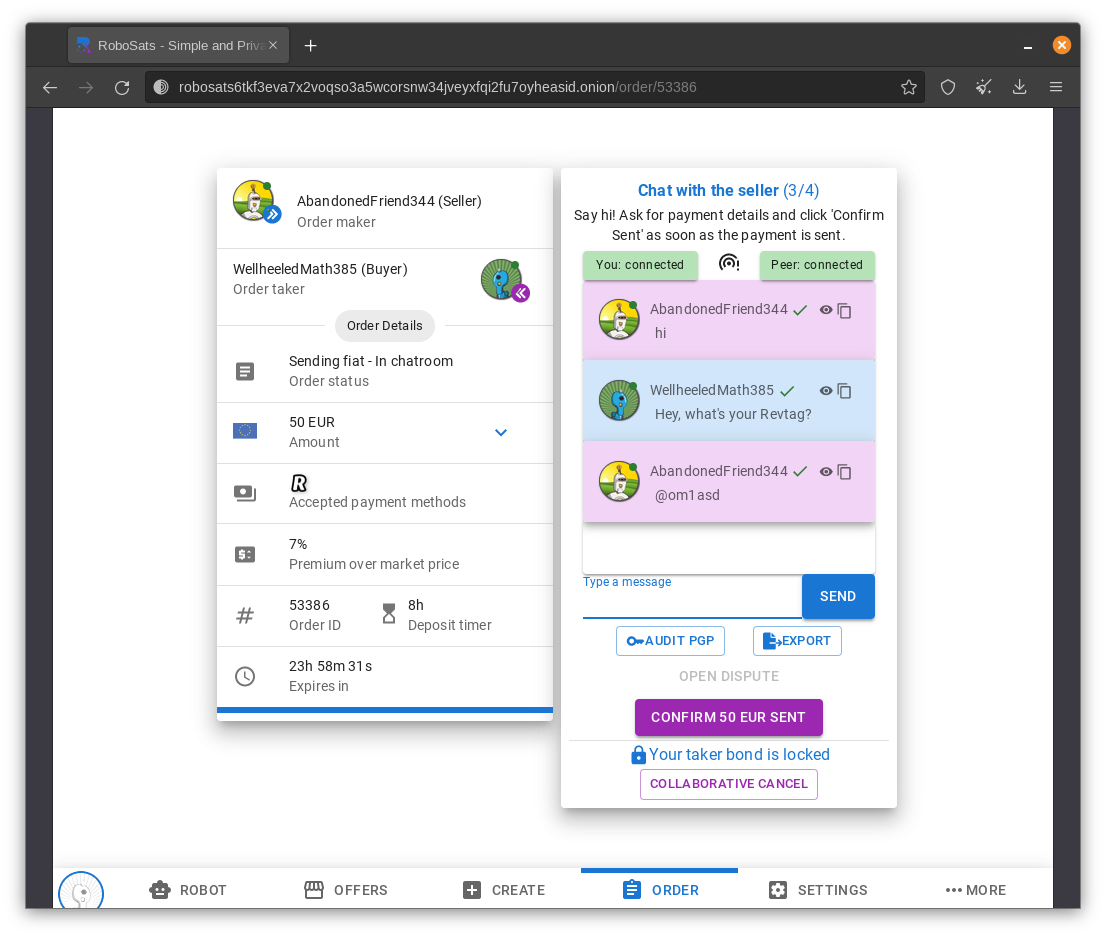 RoboSats - Simple and Priva
robosats6tkf3eva7x2voqso3a5wcorsnw34jveyxfqi2fu7oyheasid.onion/order/53386
AbandonedFriend344 (Seller)
Order maker
WellheeledMath385 (Buyer)
Order taker
Order Details
Sending fiat - In chatroom
Order status
50 EUR
Amount
R
Accepted payment methods
7%
Premium over market price
53386
Order ID
8h
Deposit timer
23h 58m 31s
Expires in
Chat with the seller (3/4)
Say hi! Ask for payment details and click 'Confirm
Sent' as soon as the payment is sent.
You: connected
Peer: connected
AbandonedFriend344
hi
WellheeledMath385
Hey, what's your Revtag?
AbandonedFriend344
@om1asd
Type a message
SEND
AUDIT PGP
EXPORT
OPEN DISPUTE
CONFIRM 50 EUR SENT
Your taker bond is locked
COLLABORATIVE CANCEL
ROBOT
OFFERS
CREATE
ORDER
SETTINGS
MORE